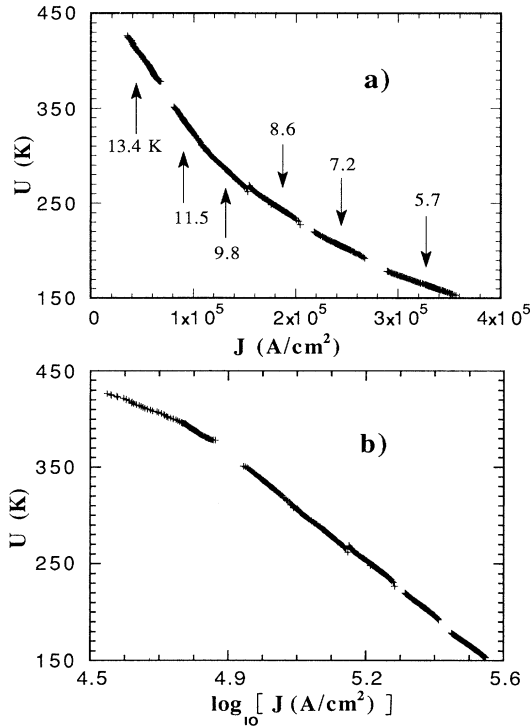 450
a)
8.6
350
7.2
13.4 K
5.7
U (K)
250
11.5
9.8
150
0 1x10⁵ 2x10⁵ 3x10⁵ 4x10⁵
J (A/cm²)
450
b)
350
U (K)
250
150
4.5 4.9 5.2 5.6
log₁₀[ J (A/cm²) ]